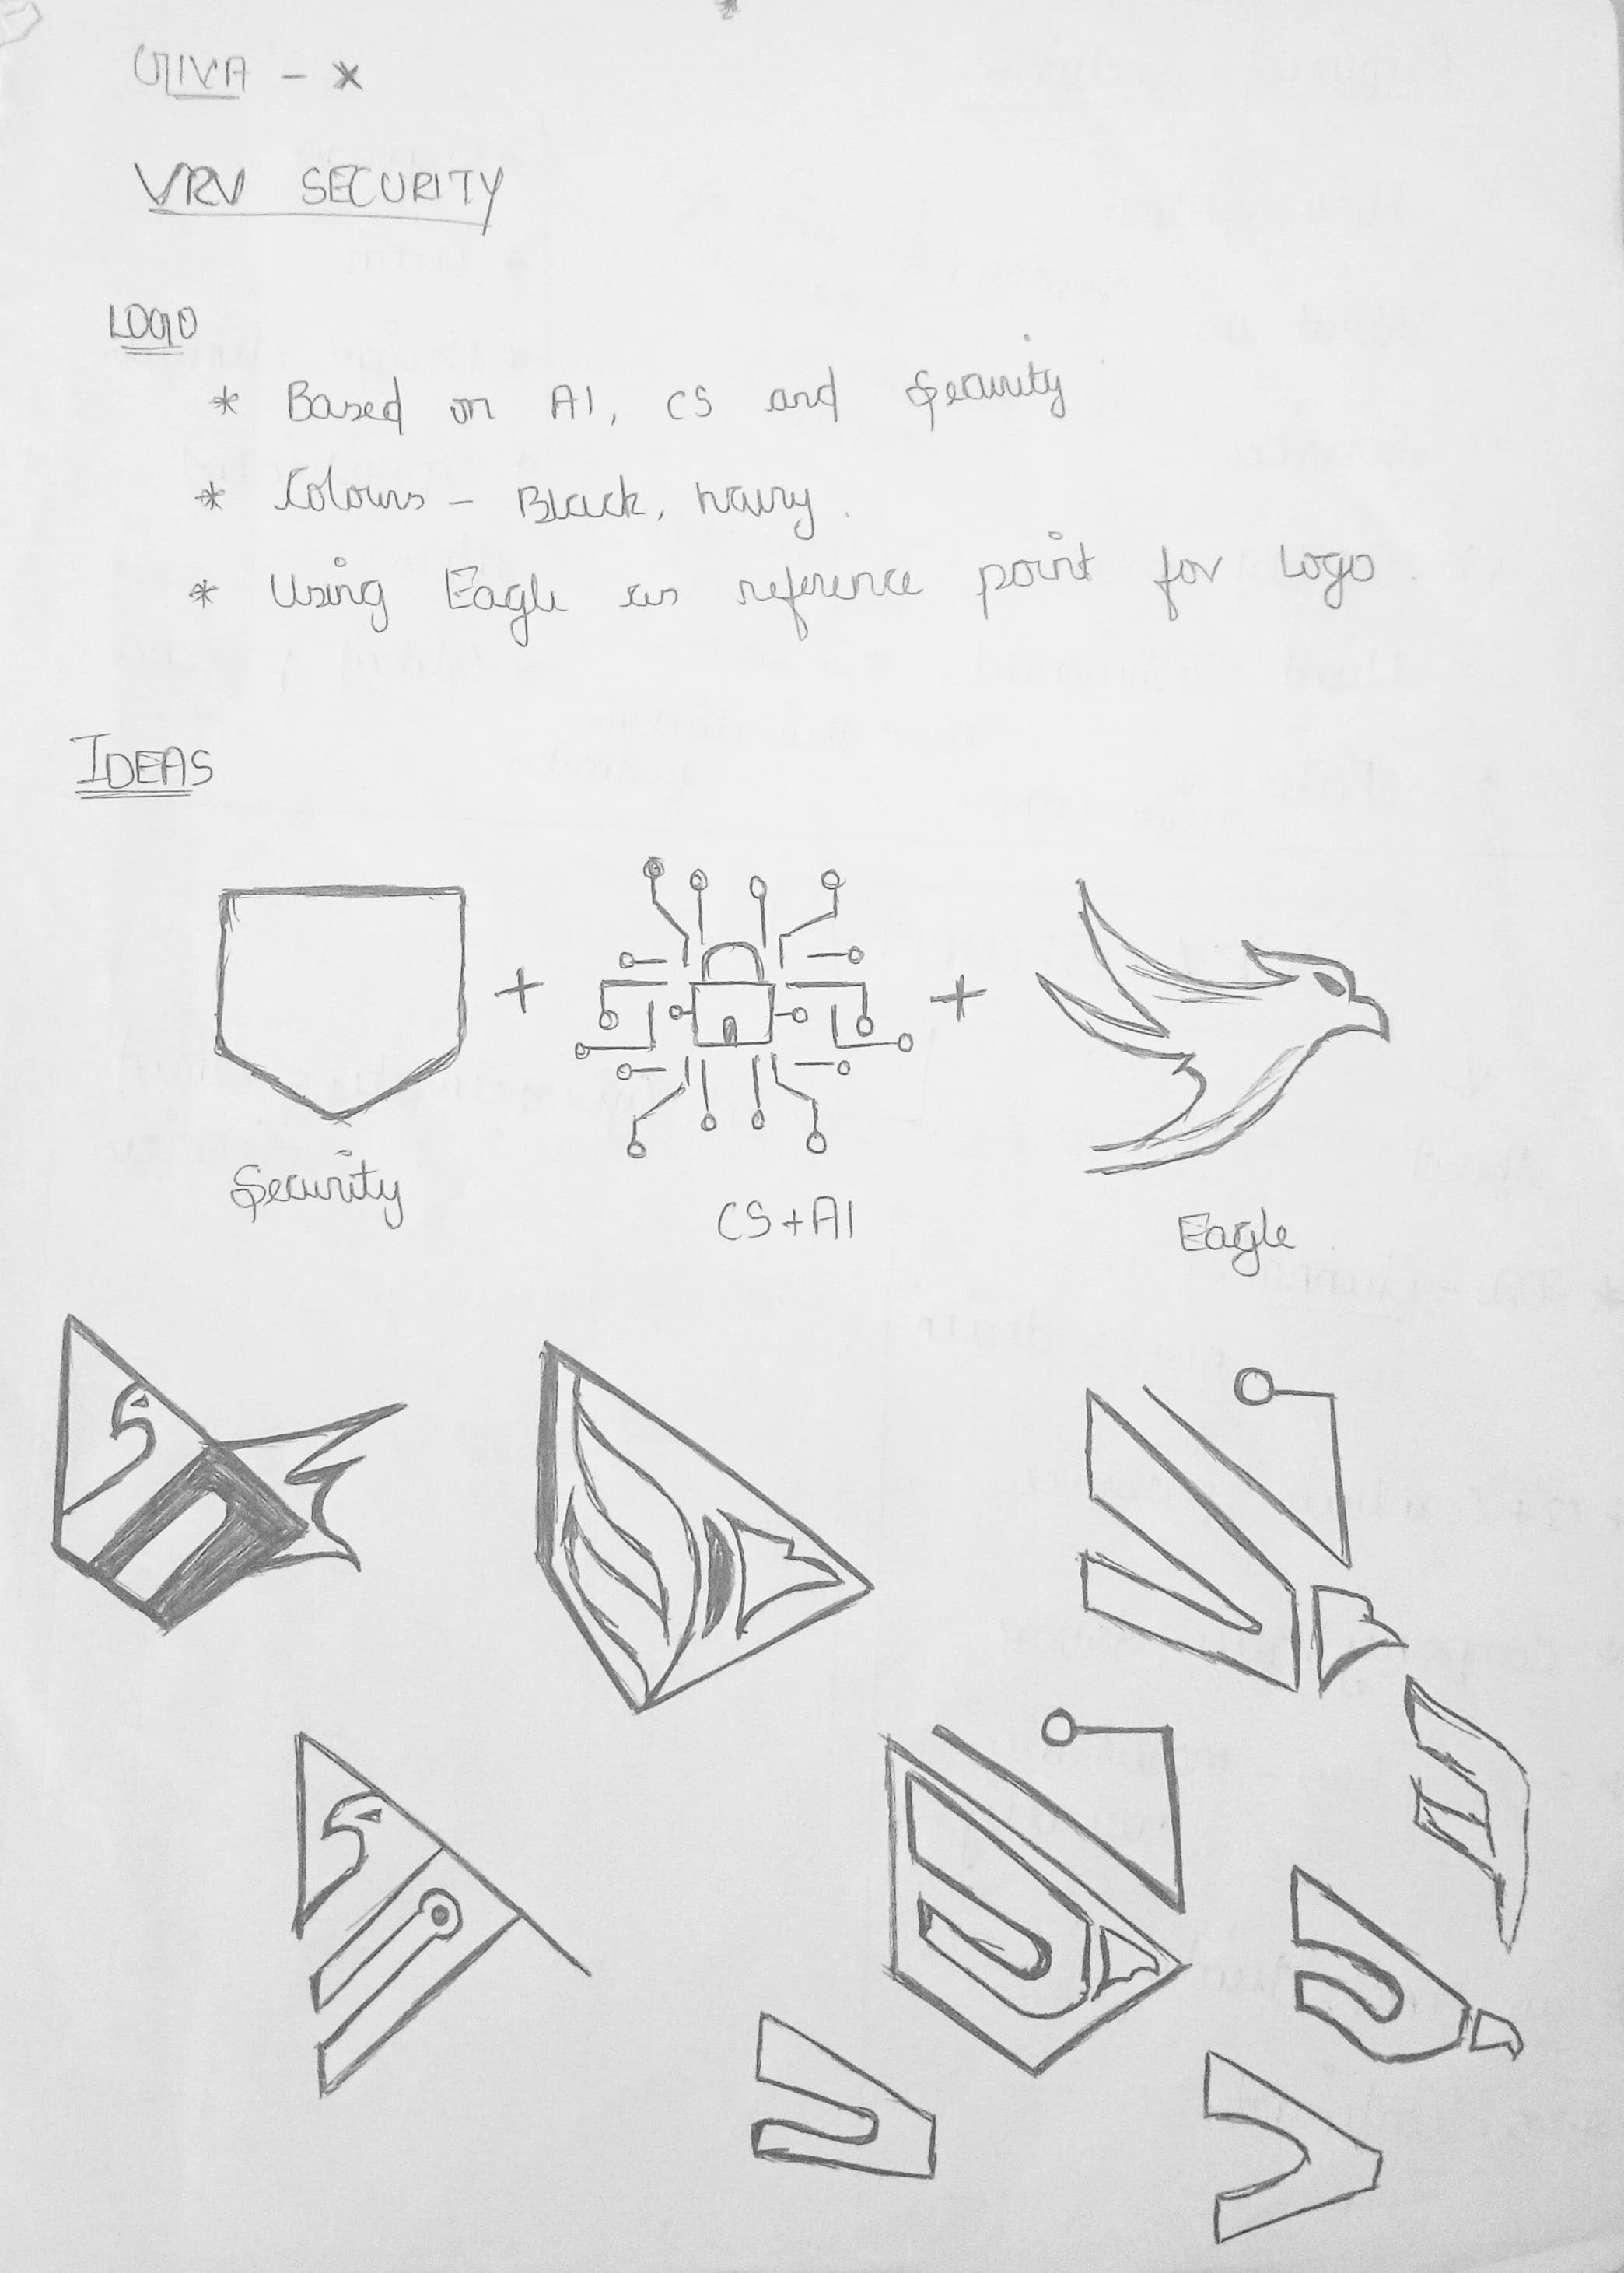 VRV SECURITY
LOGO
* Based on AI, CS and Security
* Colours - Black, Navy.
* Using Eagle as reference point for Logo
IDEAS
+ +
Security
CS+AI
Eagle